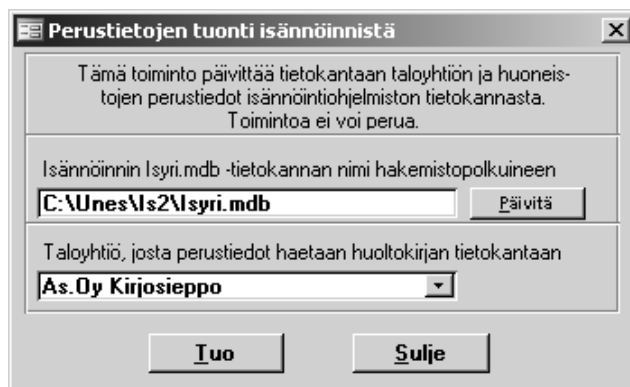 Perustietojen tuonti isännöinnistä
Tämä toiminto päivittää tietokantaan taloyhtiön ja huoneis-
tojen perustiedot isännöintiohjelmiston tietokannasta.
Toimintoa ei voi perua.
Isännöinnin Isyri.mdb -tietokannan nimi hakemistopolkuineen
C:\Unes\Is2\Isyri.mdb
Päivitä
Taloyhtiö, josta perustiedot haetaan huoltokirjan tietokantaan
As.Oy Kirjosieppo
Tuo
Sulje